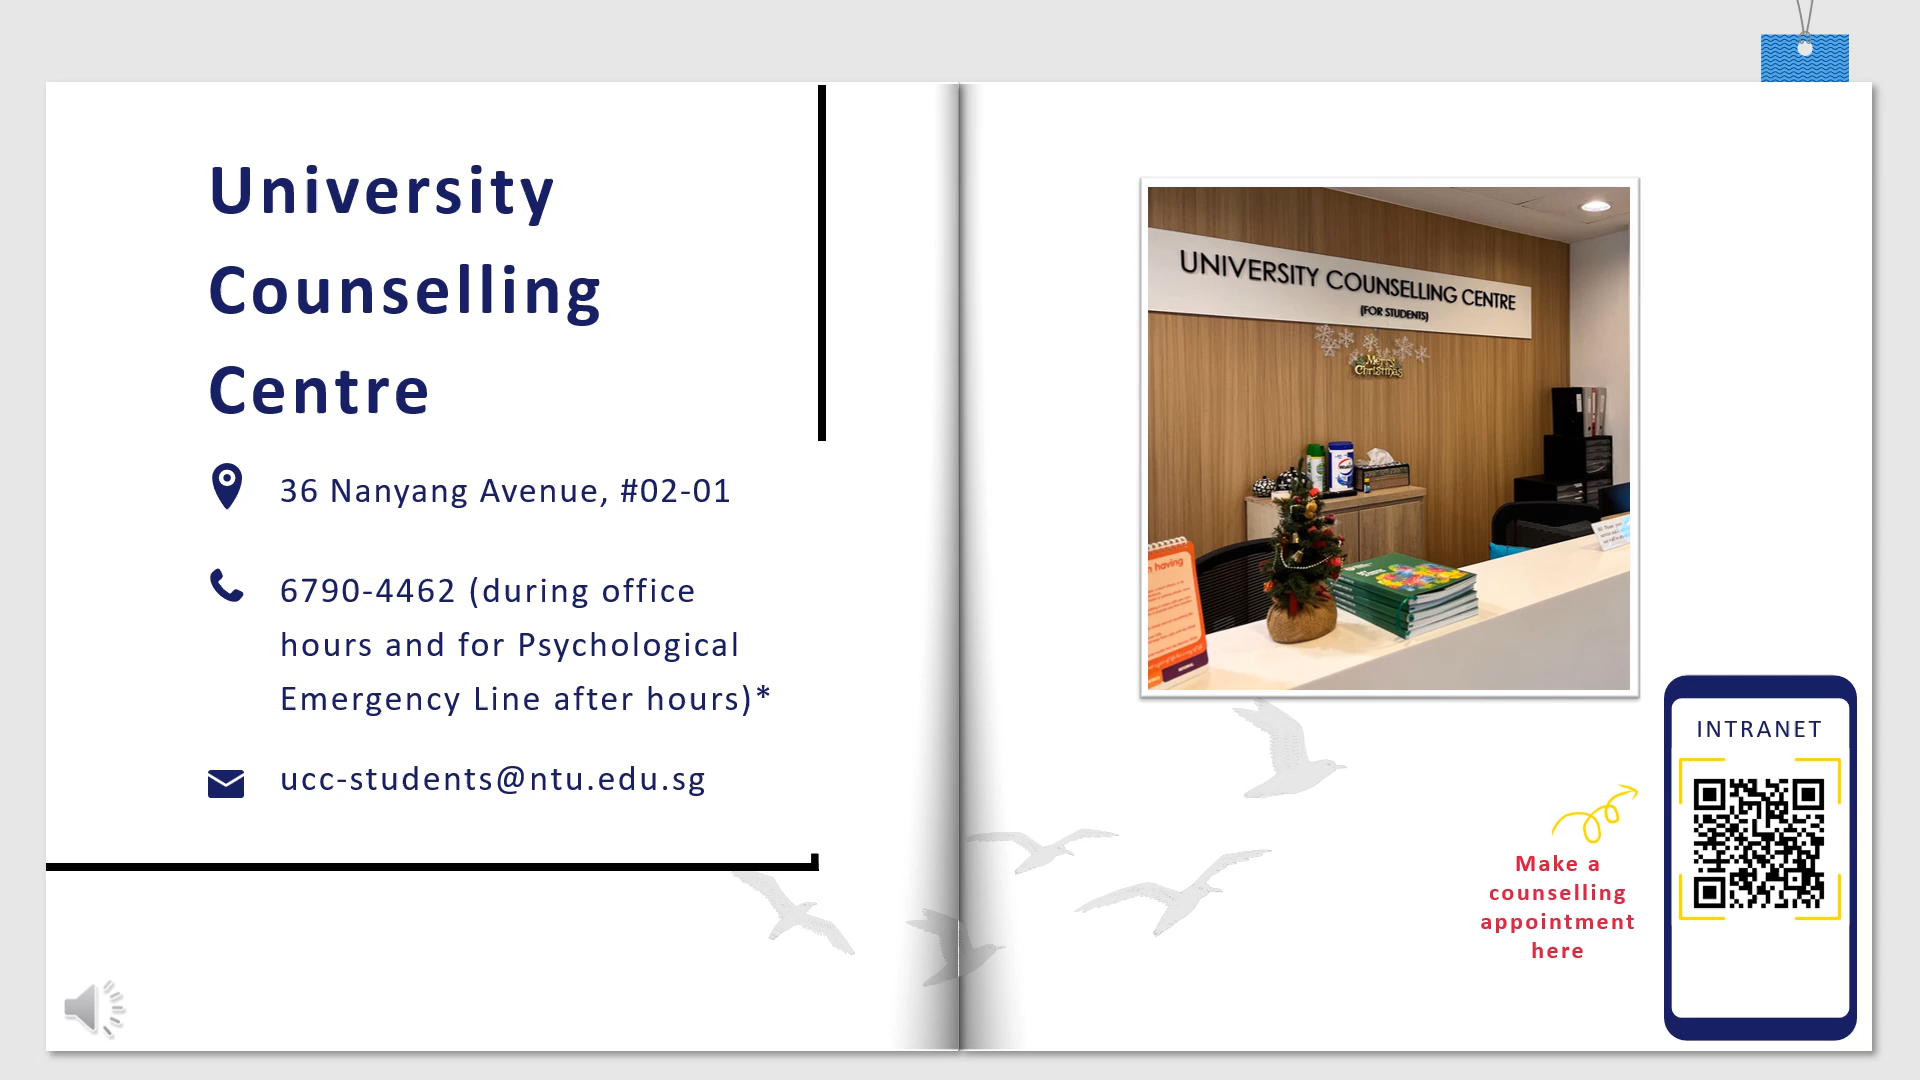 University
Counselling
Centre
36 Nanyang Avenue, #02-01
6790-4462 (during office
hours and for Psychological
Emergency Line after hours)*
ucc-students@ntu.edu.sg
UNIVERSITY COUNSELLING CENTRE
(FOR STUDENTS)
Merry
Christmas
having
INTRANET
Make a
counselling
appointment
here